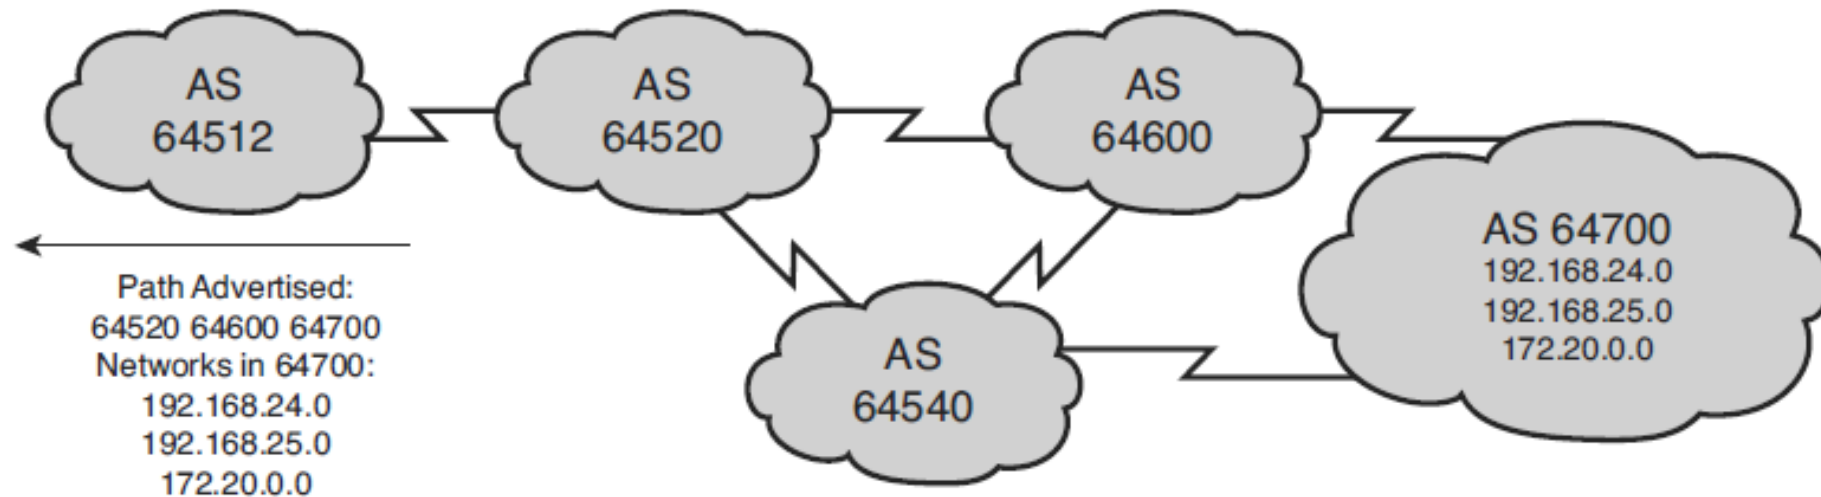 AS
64512
AS
64520
AS
64600
AS 64700
192.168.24.0
192.168.25.0
172.20.0.0
Path Advertised:
64520 64600 64700
Networks in 64700:
192.168.24.0
192.168.25.0
172.20.0.0
AS
64540